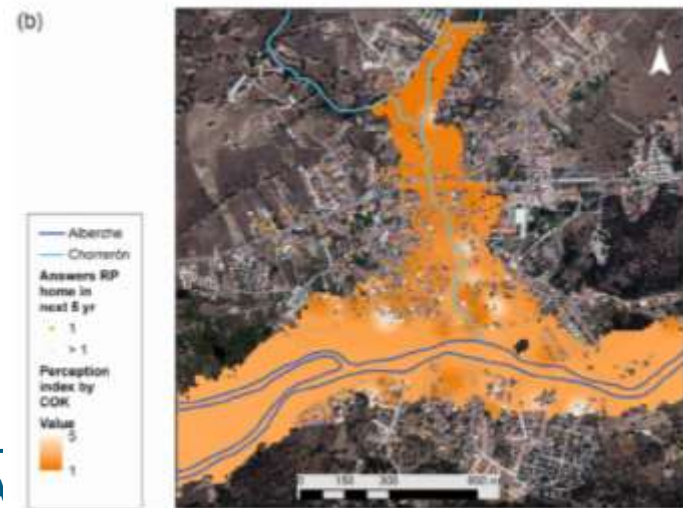 (b)
Alberche
Chorrerón
Answers RP
home in
next 5 yr
1
> 1
Perception
index by
COK
Value
5
1
0 150 300 600 m